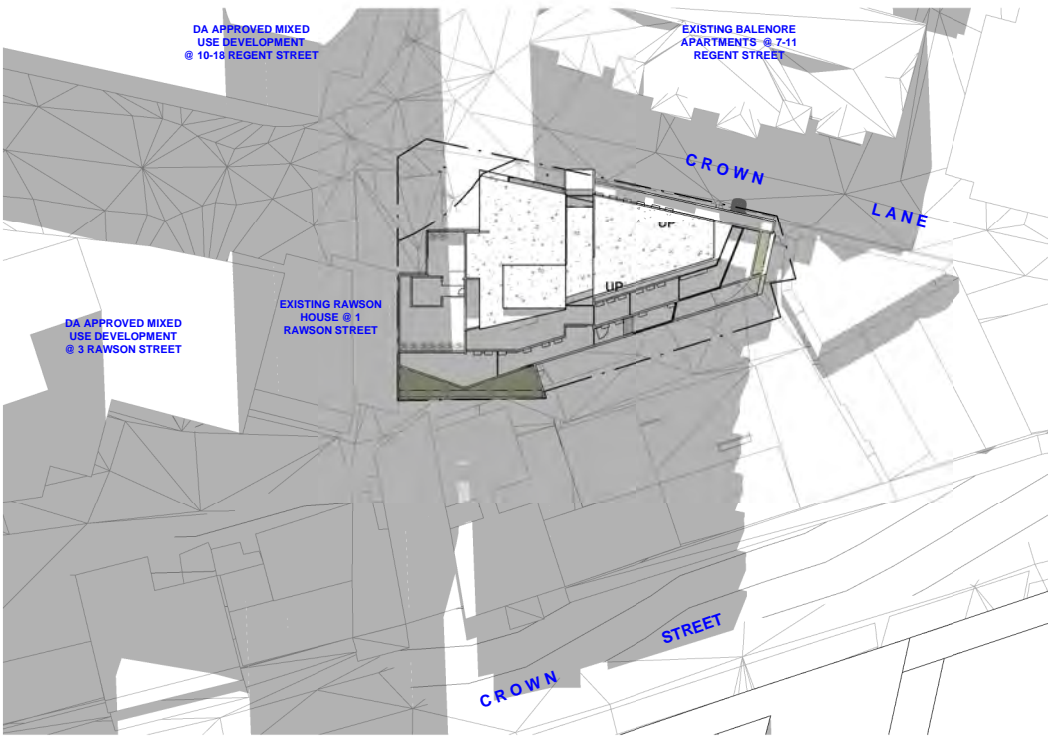 DA APPROVED MIXED
USE DEVELOPMENT
@ 10-18 REGENT STREET
EXISTING BALENORE
APARTMENTS @ 7-11
REGENT STREET
CROWN
LANE
UP
UP
EXISTING RAWSON
HOUSE @ 1
RAWSON STREET
DA APPROVED MIXED
USE DEVELOPMENT
@ 3 RAWSON STREET
STREET
CROWN